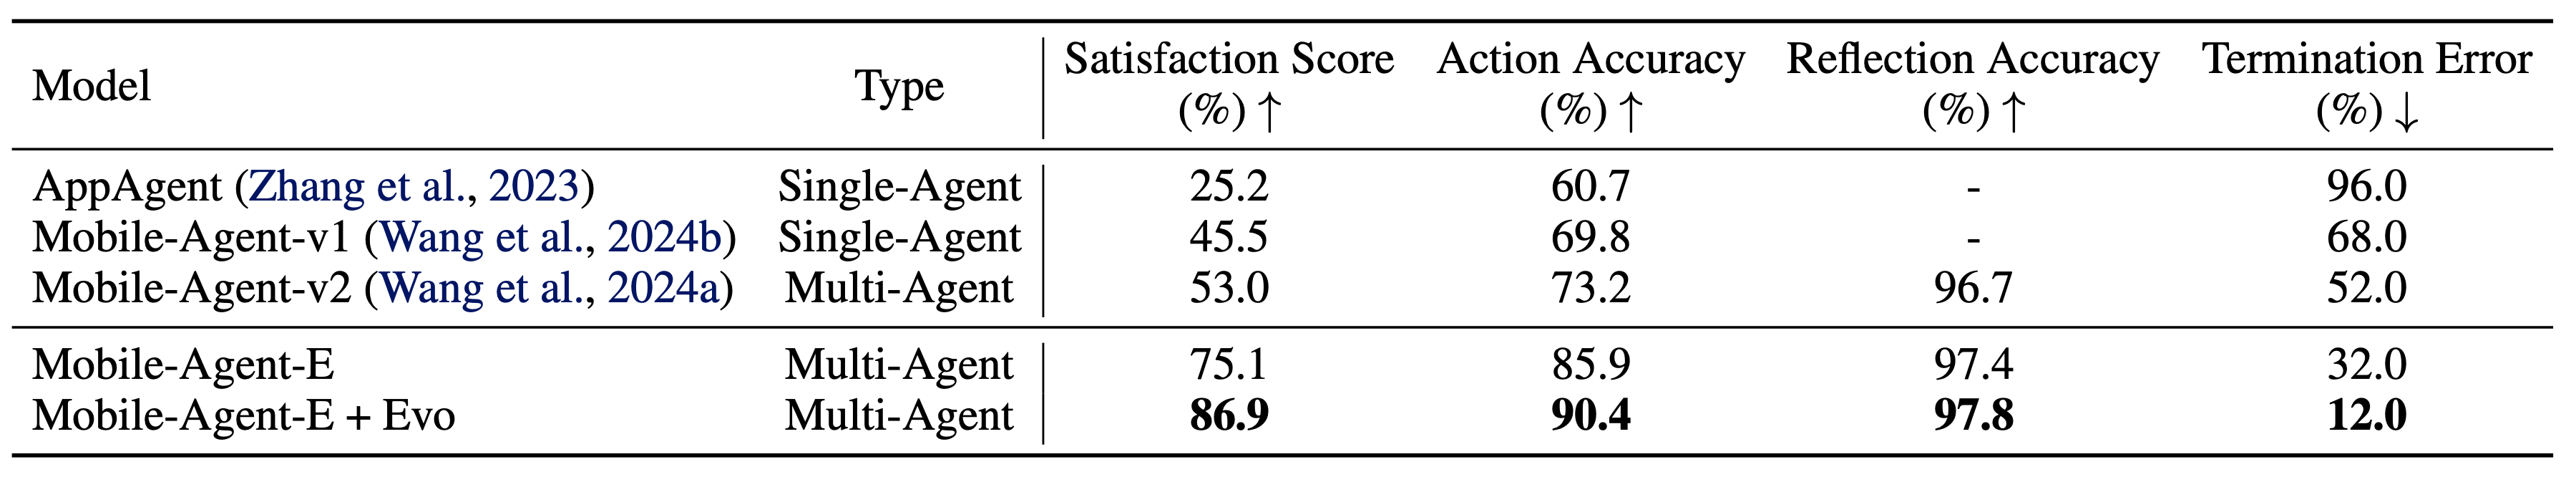 Model Type Satisfaction Score Action Accuracy Reflection Accuracy Termination Error
(%) ↑ (%) ↑ (%) ↑ (%) ↓
AppAgent (Zhang et al., 2023) Single-Agent 25.2 60.7 - 96.0
Mobile-Agent-v1 (Wang et al., 2024b) Single-Agent 45.5 69.8 - 68.0
Mobile-Agent-v2 (Wang et al., 2024a) Multi-Agent 53.0 73.2 96.7 52.0
Mobile-Agent-E Multi-Agent 75.1 85.9 97.4 32.0
Mobile-Agent-E + Evo Multi-Agent 86.9 90.4 97.8 12.0